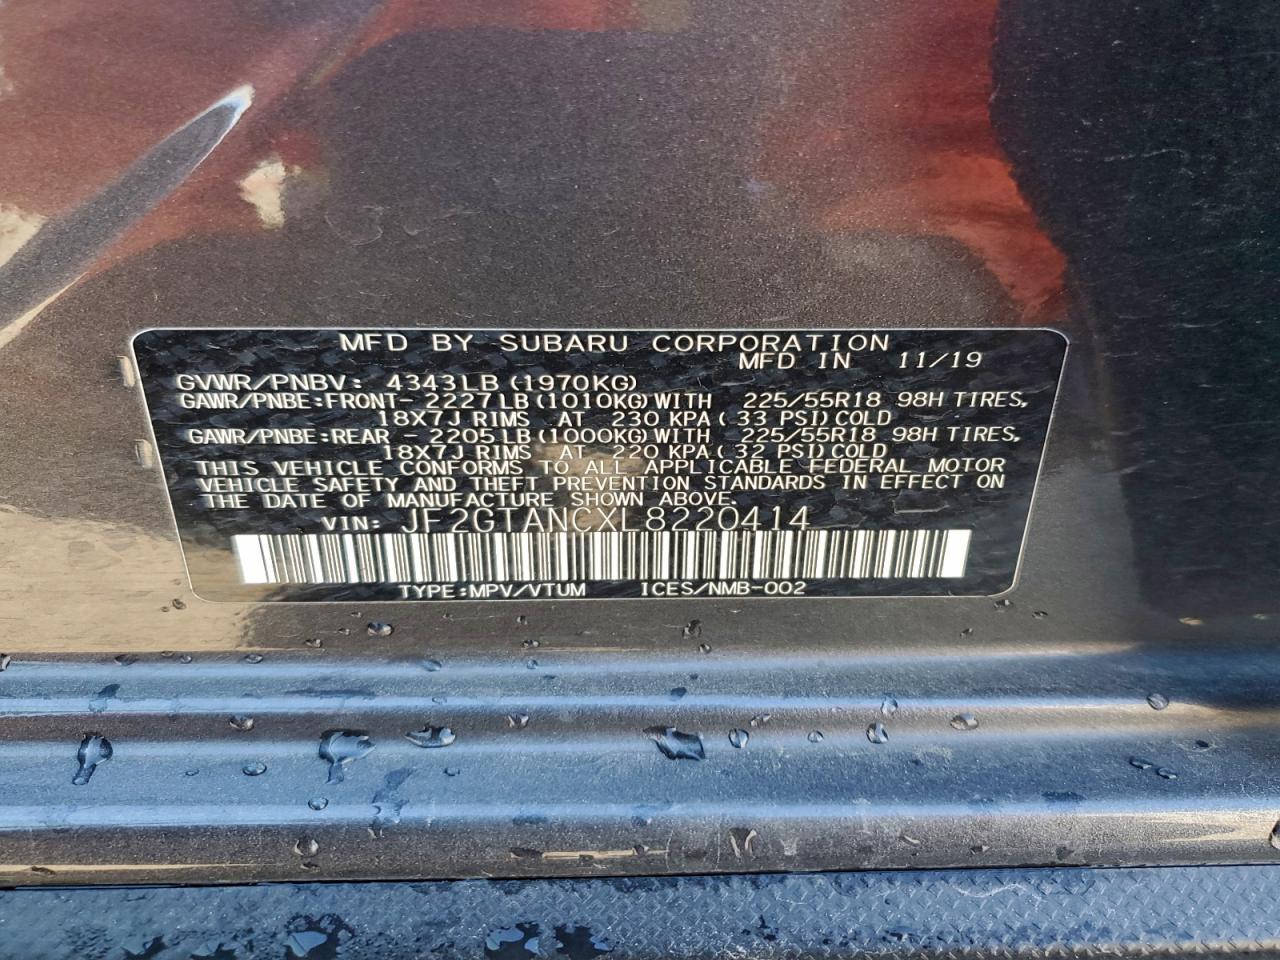 MFD BY SUBARU CORPORATION
MFD IN 11/19
GVWR/PNBV: 4343LB (1970KG)
GAWR/PNBE:FRONT-2227LB(1010KG)WITH 225/55R18 98H TIRES,
18X7J RIMS AT 230 KPA( 33 PSI)COLD
GAWR/PNBE:REAR -2205LB(1000KG)WITH 225/55R18 98H TIRES,
18X7J RIMS AT 220 KPA( 32 PSI)COLD
THIS VEHICLE CONFORMS TO ALL APPLICABLE FEDERAL MOTOR
VEHICLE SAFETY AND THEFT PREVENTION STANDARDS IN EFFECT ON
THE DATE OF MANUFACTURE SHOWN ABOVE.
VIN: JF2GTANCXL8220414
TYPE:MPV/VTUM ICES/NMB-002